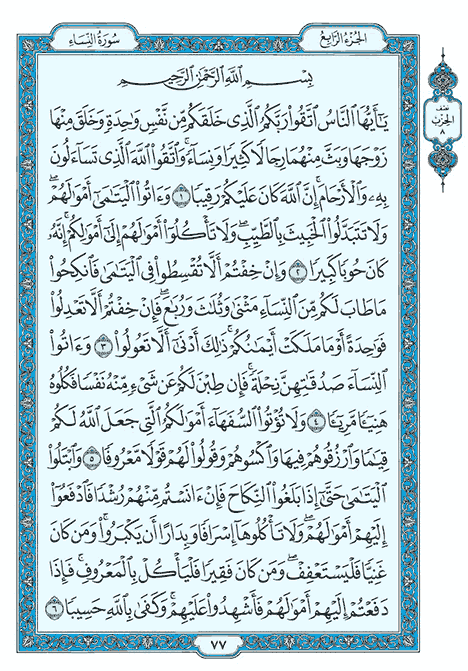 سُورَةُ النِّسَاءِ
الجُزْءُ الرَّابِعُ
نصف
الحزب
٨
بِسْمِ ٱللَّهِ ٱلرَّحْمَٰنِ ٱلرَّحِيمِ
يَٰٓأَيُّهَا ٱلنَّاسُ ٱتَّقُوا۟ رَبَّكُمُ ٱلَّذِى خَلَقَكُم مِّن نَّفْسٍ وَٰحِدَةٍ وَخَلَقَ مِنْهَا
زَوْجَهَا وَبَثَّ مِنْهُمَا رِجَالًا كَثِيرًا وَنِسَآءً ۚ وَٱتَّقُوا۟ ٱللَّهَ ٱلَّذِى تَسَآءَلُونَ
بِهِۦ وَٱلْأَرْحَامَ ۚ إِنَّ ٱللَّهَ كَانَ عَلَيْكُمْ رَقِيبًا ١ وَءَاتُوا۟ ٱلْيَتَٰمَىٰٓ أَمْوَٰلَهُمْ ۖ
وَلَا تَتَبَدَّلُوا۟ ٱلْخَبِيثَ بِٱلطَّيِّبِ ۖ وَلَا تَأْكُلُوٓا۟ أَمْوَٰلَهُمْ إِلَىٰٓ أَمْوَٰلِكُمْ ۚ إِنَّهُۥ
كَانَ حُوبًا كَبِيرًا ٢ وَإِنْ خِفْتُمْ أَلَّا تُقْسِطُوا۟ فِى ٱلْيَتَٰمَىٰ فَٱنكِحُوا۟
مَا طَابَ لَكُم مِّنَ ٱلنِّسَآءِ مَثْنَىٰ وَثُلَٰثَ وَرُبَٰعَ ۖ فَإِنْ خِفْتُمْ أَلَّا تَعْدِلُوا۟
فَوَٰحِدَةً أَوْ مَا مَلَكَتْ أَيْمَٰنُكُمْ ۚ ذَٰلِكَ أَدْنَىٰٓ أَلَّا تَعُولُوا۟ ٣ وَءَاتُوا۟
ٱلنِّسَآءَ صَدُقَٰتِهِنَّ نِحْلَةً ۚ فَإِن طِبْنَ لَكُمْ عَن شَىْءٍ مِّنْهُ نَفْسًا فَكُلُوهُ
هَنِيٓـًٔا مَّرِيٓـًٔا ٤ وَلَا تُؤْتُوا۟ ٱلسُّفَهَآءَ أَمْوَٰلَكُمُ ٱلَّتِى جَعَلَ ٱللَّهُ لَكُمْ
قِيَٰمًا وَٱرْزُقُوهُمْ فِيهَا وَٱكْسُوهُمْ وَقُولُوا۟ لَهُمْ قَوْلًا مَّعْرُوفًا ٥ وَٱبْتَلُوا۟
ٱلْيَتَٰمَىٰ حَتَّىٰٓ إِذَا بَلَغُوا۟ ٱلنِّكَاحَ فَإِنْ ءَانَسْتُم مِّنْهُمْ رُشْدًا فَٱدْفَعُوٓا۟
إِلَيْهِمْ أَمْوَٰلَهُمْ ۖ وَلَا تَأْكُلُوهَآ إِسْرَافًا وَبِدَارًا أَن يَكْبَرُوا۟ ۚ وَمَن كَانَ
غَنِيًّا فَلْيَسْتَعْفِفْ ۖ وَمَن كَانَ فَقِيرًا فَلْيَأْكُلْ بِٱلْمَعْرُوفِ ۚ فَإِذَا
دَفَعْتُمْ إِلَيْهِمْ أَمْوَٰلَهُمْ فَأَشْهِدُوا۟ عَلَيْهِمْ ۚ وَكَفَىٰ بِٱللَّهِ حَسِيبًا ٦
٧٧